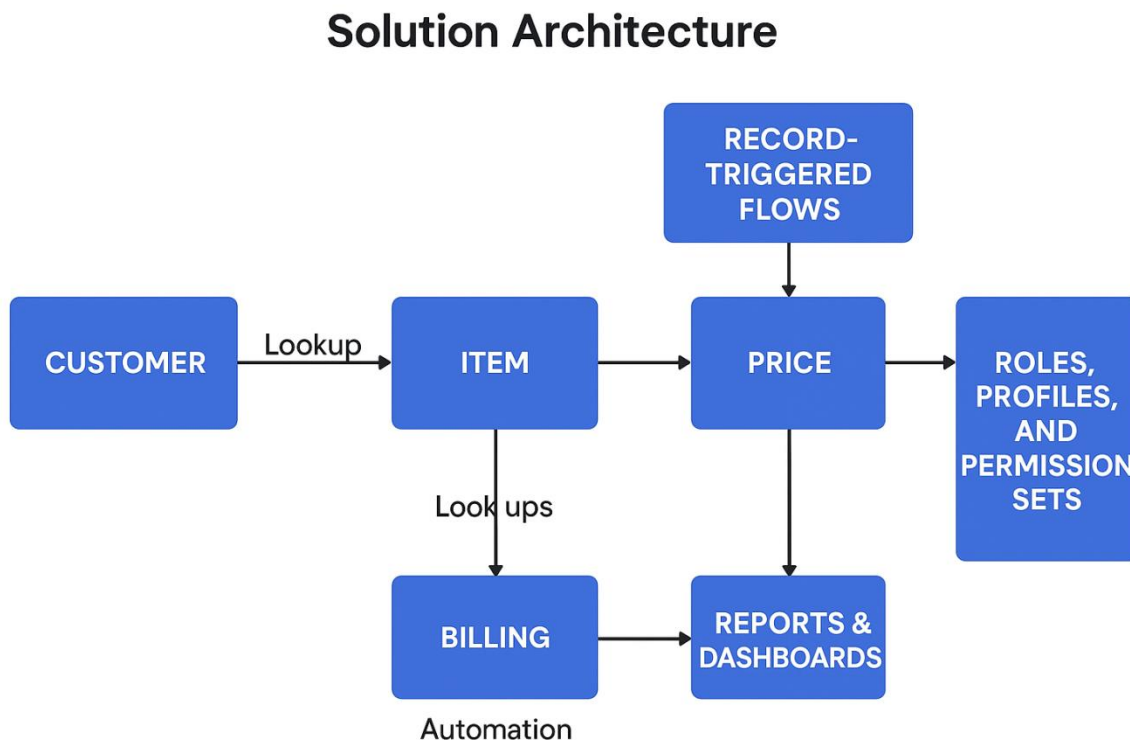 Solution Architecture
RECORD-
TRIGGERED
FLOWS
CUSTOMER
Lookup
ITEM
PRICE
ROLES,
PROFILES,
AND
PERMISSION
SETS
Look ups
BILLING
REPORTS &
DASHBOARDS
Automation